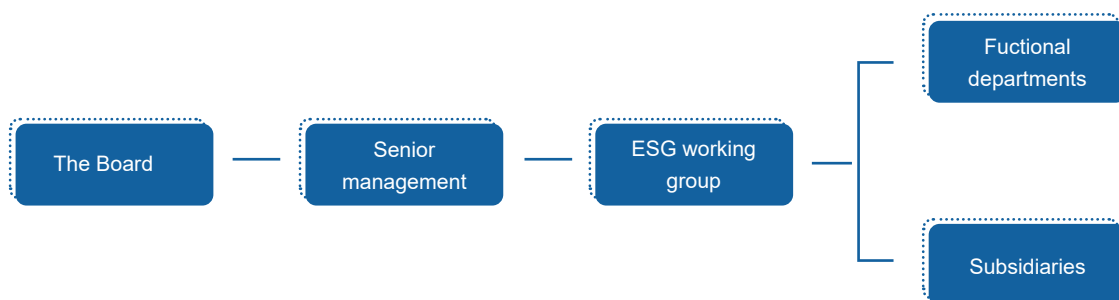 The Board
Senior
management
ESG working
group
Fuctional
departments
Subsidiaries